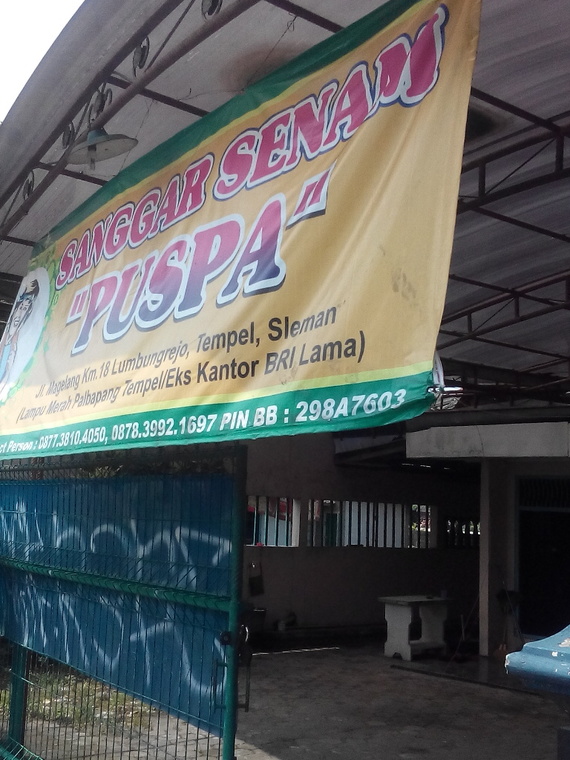 SANGGAR SENAM
"PUSPA"
Jl. Magelang Km.18 Lumbungrejo, Tempel, Sleman
(Lampu Merah Palbapang Tempel/Eks Kantor BRI Lama)
Person : 0877.3810.4050, 0878.3992.1697 PIN BB : 298A7603